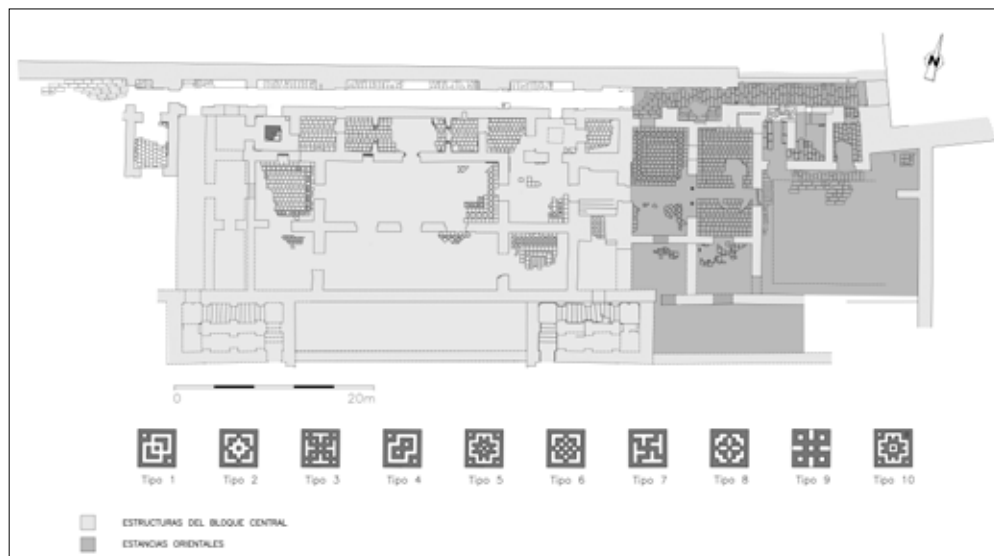 N
0 20m
Tipo 1 Tipo 2 Tipo 3 Tipo 4 Tipo 5 Tipo 6 Tipo 7 Tipo 8 Tipo 9 Tipo 10
ESTRUCTURAS DEL BLOQUE CENTRAL
ESTANCIAS ORIENTALES